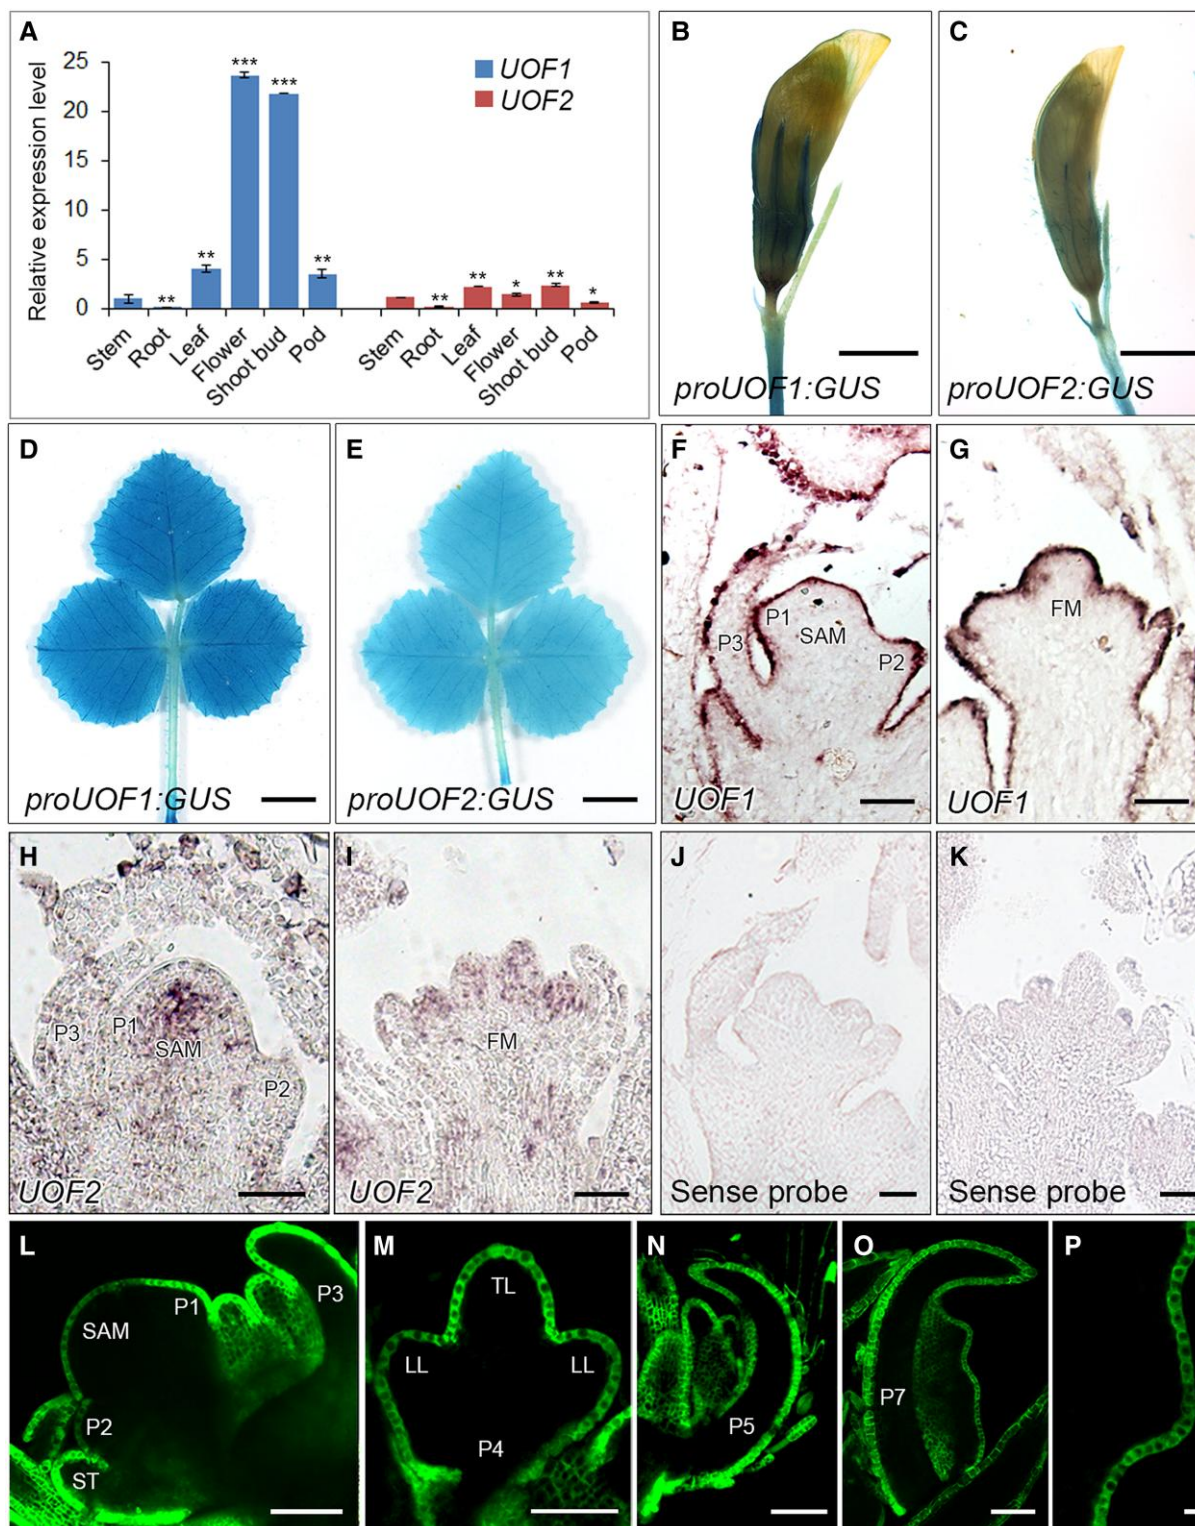 A
Relative expression level
25
20
15
10
5
0
**
**
***
***
**
**
**
*
**
*
UOF1
UOF2
Stem
Root
Leaf
Flower
Shoot bud
Pod
Stem
Root
Leaf
Flower
Shoot bud
Pod
B
proUOF1:GUS
C
proUOF2:GUS
D
proUOF1:GUS
E
proUOF2:GUS
F
P1
P3
SAM
P2
UOF1
G
FM
UOF1
H
P3
P1
SAM
P2
UOF2
I
FM
UOF2
J
Sense probe
K
Sense probe
L
P3
P1
SAM
P2
ST
M
TL
LL
LL
P4
N
P5
O
P7
P